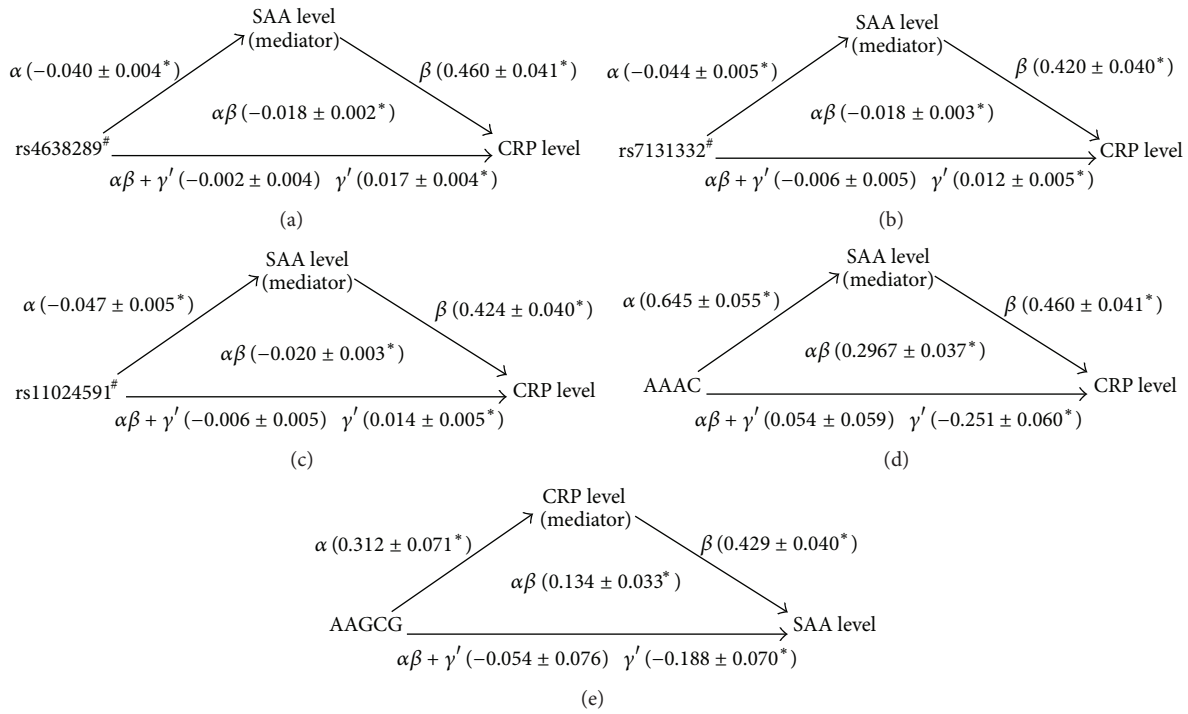 SAA level
(mediator)
α (−0.040 ± 0.004*)
β (0.460 ± 0.041*)
αβ (−0.018 ± 0.002*)
rs4638289#
CRP level
αβ + γ′ (−0.002 ± 0.004) γ′ (0.017 ± 0.004*)
(a)
SAA level
(mediator)
α (−0.044 ± 0.005*)
β (0.420 ± 0.040*)
αβ (−0.018 ± 0.003*)
rs7131332#
CRP level
αβ + γ′ (−0.006 ± 0.005) γ′ (0.012 ± 0.005*)
(b)
SAA level
(mediator)
α (−0.047 ± 0.005*)
β (0.424 ± 0.040*)
αβ (−0.020 ± 0.003*)
rs11024591#
CRP level
αβ + γ′ (−0.006 ± 0.005) γ′ (0.014 ± 0.005*)
(c)
SAA level
(mediator)
α (0.645 ± 0.055*)
β (0.460 ± 0.041*)
αβ (0.2967 ± 0.037*)
AAAC
CRP level
αβ + γ′ (0.054 ± 0.059) γ′ (−0.251 ± 0.060*)
(d)
CRP level
(mediator)
α (0.312 ± 0.071*)
β (0.429 ± 0.040*)
αβ (0.134 ± 0.033*)
AAGCG
SAA level
αβ + γ′ (−0.054 ± 0.076) γ′ (−0.188 ± 0.070*)
(e)